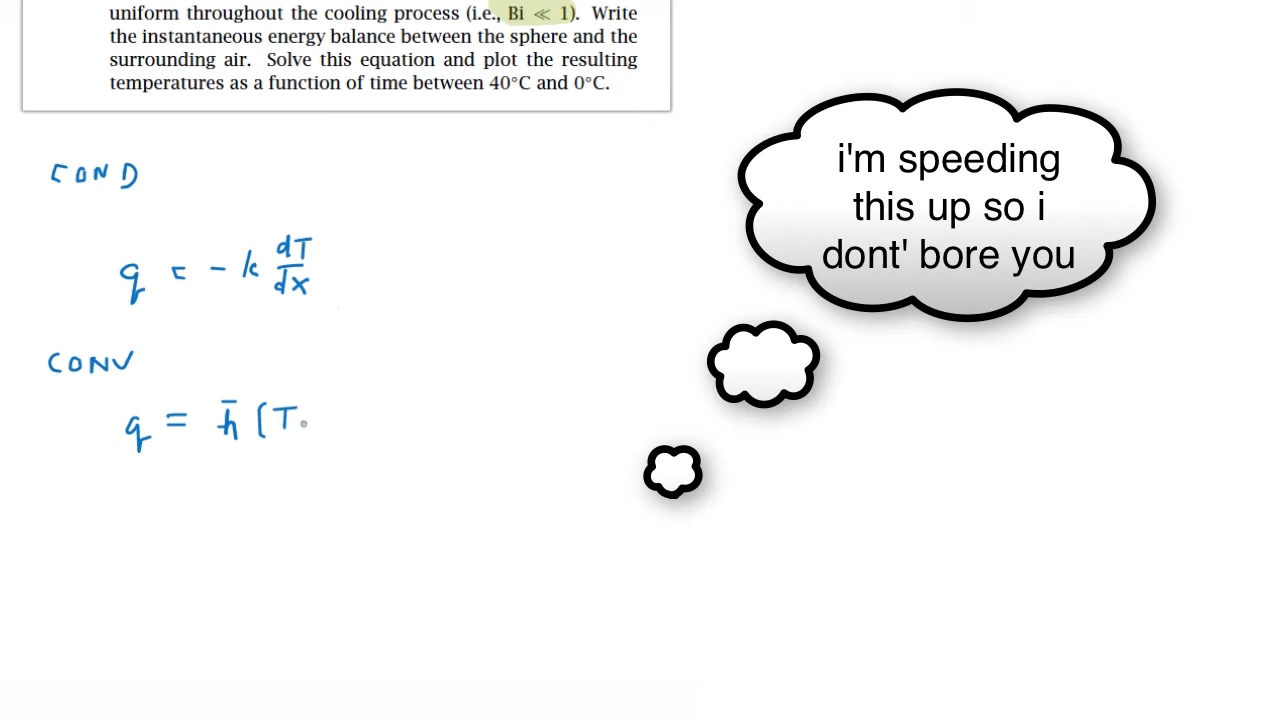 uniform throughout the cooling process (i.e., Bi ≪ 1). Write
the instantaneous energy balance between the sphere and the
surrounding air. Solve this equation and plot the resulting
temperatures as a function of time between 40°C and 0°C.
i'm speeding
this up so i
dont' bore you
COND
q = - k dT/dx
CONV
q = h̄ (T